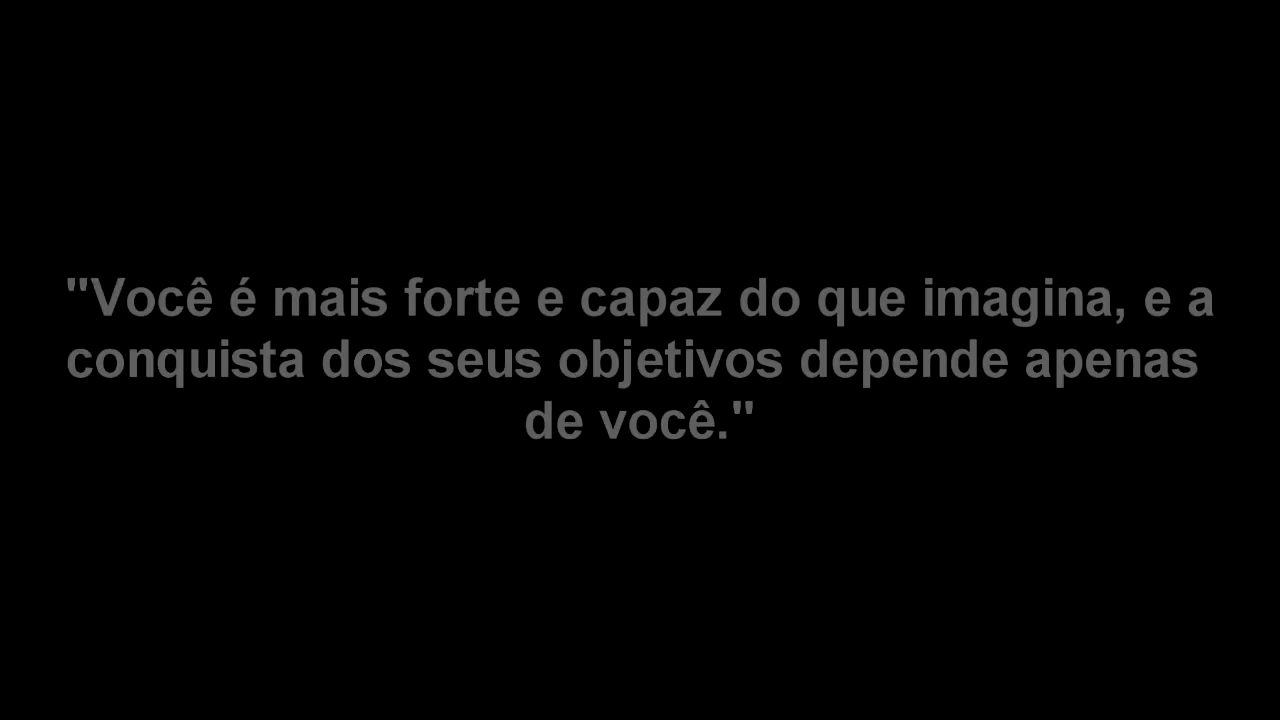 "Você é mais forte e capaz do que imagina, e a
conquista dos seus objetivos depende apenas
de você."